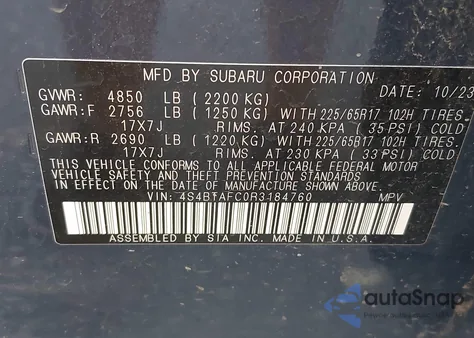 MFD BY SUBARU CORPORATION
GVWR: 4850 LB (2200 KG) DATE: 10/23
GAWR:F 2756 LB (1250 KG) WITH 225/65R17 102H TIRES.
17X7J RIMS. AT 240 KPA (35 PSI) COLD
GAWR:R 2690 LB (1220 KG) WITH 225/65R17 102H TIRES.
17X7J RIMS. AT 230 KPA (33 PSI) COLD
THIS VEHICLE CONFORMS TO ALL APPLICABLE FEDERAL MOTOR
VEHICLE SAFETY AND THEFT PREVENTION STANDARDS IN EFFECT
ON THE DATE OF MANUFACTURE SHOWN ABOVE.
VIN: 4S4BTAFC0R3184760 MPV
ASSEMBLED BY SIA INC. MADE IN U.S.A.
autoSnap